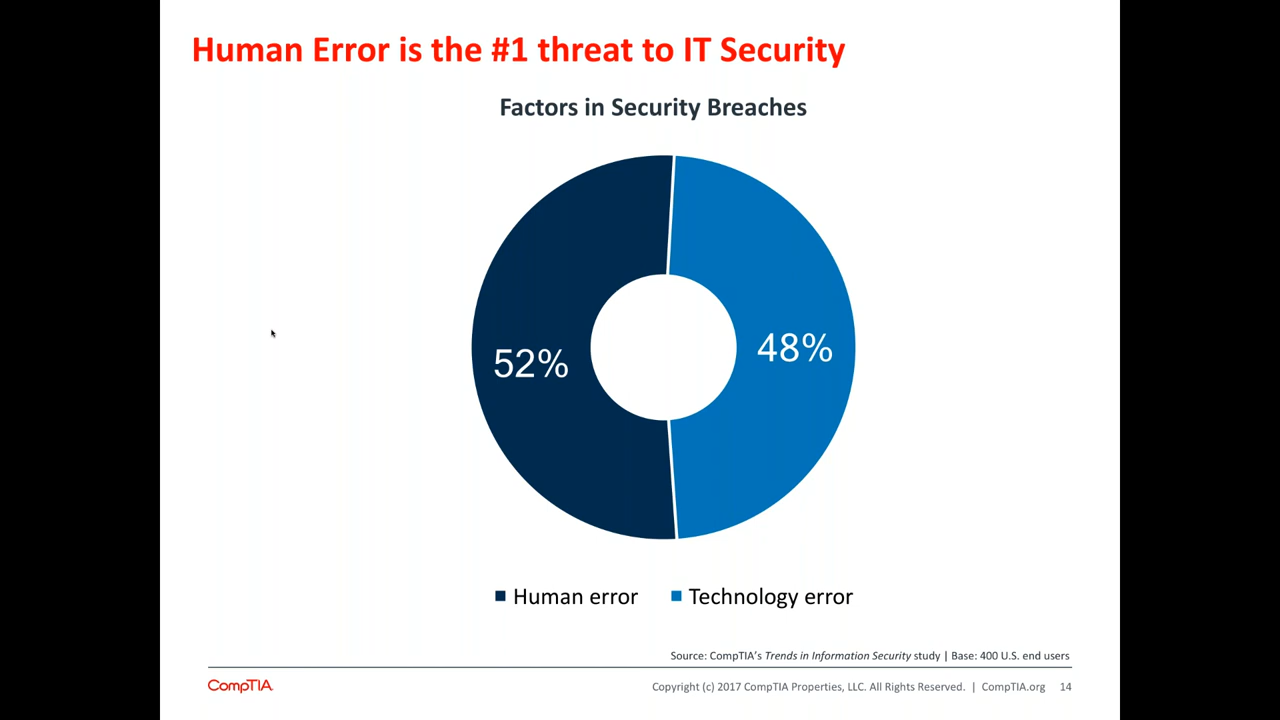 Human Error is the #1 threat to IT Security
Factors in Security Breaches
52%
48%
Human error
Technology error
Source: CompTIA's Trends in Information Security study | Base: 400 U.S. end users
CompTIA
Copyright (c) 2017 CompTIA Properties, LLC. All Rights Reserved. | CompTIA.org 14